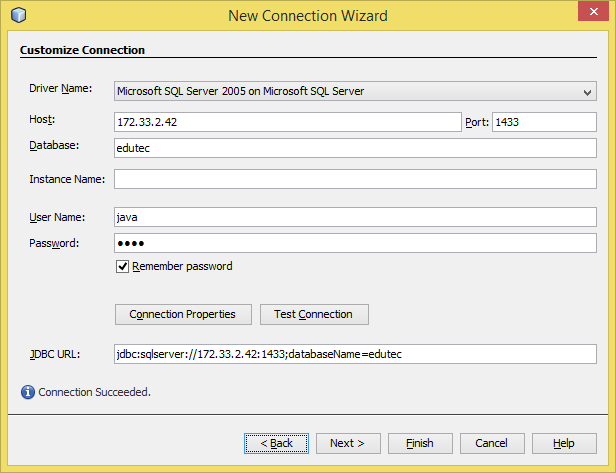 New Connection Wizard
Customize Connection
Driver Name: Microsoft SQL Server 2005 on Microsoft SQL Server
Host: 172.33.2.42 Port: 1433
Database: edutec
Instance Name:
User Name: java
Password: ●●●●
Remember password
Connection Properties Test Connection
JDBC URL: jdbc:sqlserver://172.33.2.42:1433;databaseName=edutec
Connection Succeeded.
< Back Next > Finish Cancel Help